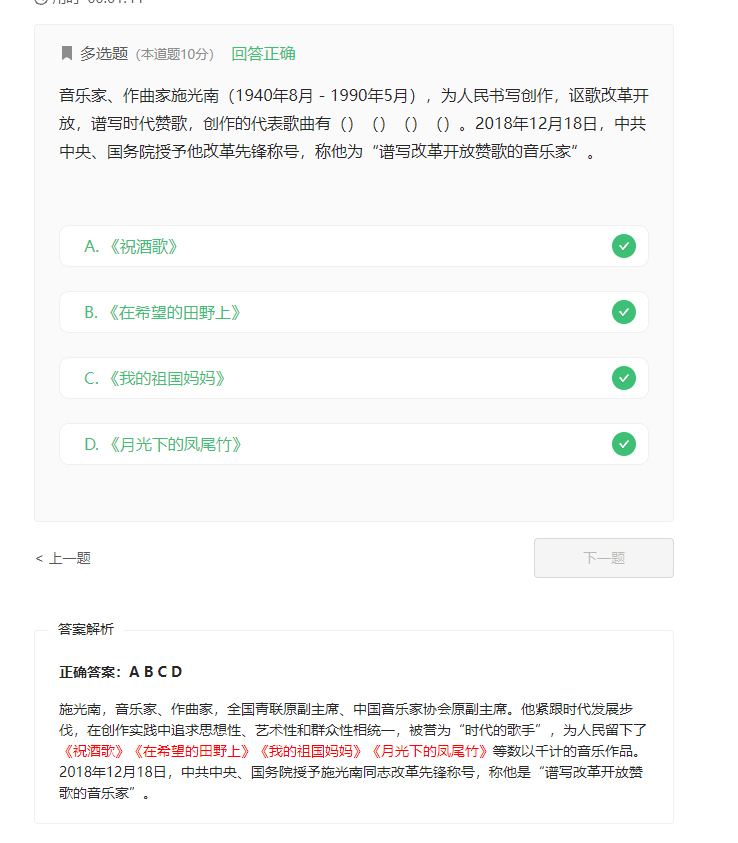 多选题（本道题10分） 回答正确
音乐家、作曲家施光南（1940年8月 - 1990年5月），为人民书写创作，讴歌改革开
放，谱写时代赞歌，创作的代表歌曲有（）（）（）（）。2018年12月18日，中共
中央、国务院授予他改革先锋称号，称他为“谱写改革开放赞歌的音乐家”。
A. 《祝酒歌》
B. 《在希望的田野上》
C. 《我的祖国妈妈》
D. 《月光下的凤尾竹》
< 上一题
下一题
答案解析
正确答案：A B C D
施光南，音乐家、作曲家，全国青联原副主席、中国音乐家协会原副主席。他紧跟时代发展步
伐，在创作实践中追求思想性、艺术性和群众性相统一，被誉为“时代的歌手”，为人民留下了
《祝酒歌》《在希望的田野上》《我的祖国妈妈》《月光下的凤尾竹》等数以千计的音乐作品。
2018年12月18日，中共中央、国务院授予施光南同志改革先锋称号，称他是“谱写改革开放赞
歌的音乐家”。